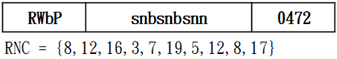 RWbP snbsnbsnn 0472
RNC = {8,12,16,3,7,19,5,12,8,17}